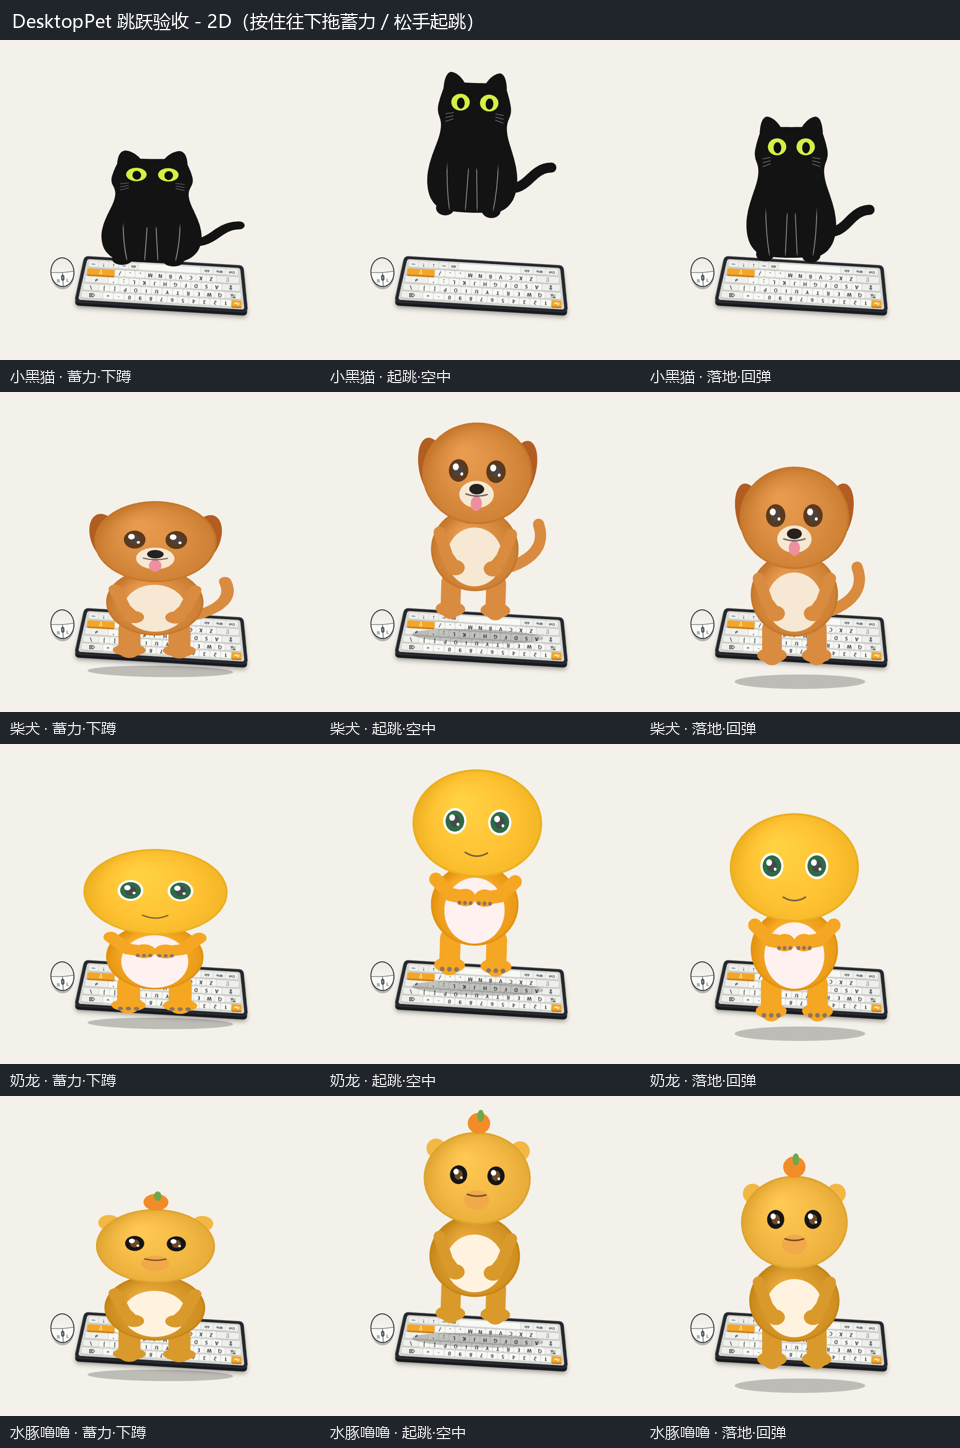 DesktopPet 跳跃验收 - 2D（按住往下拖蓄力 / 松手起跳）
小黑猫 · 蓄力·下蹲
小黑猫 · 起跳·空中
小黑猫 · 落地·回弹
柴犬 · 蓄力·下蹲
柴犬 · 起跳·空中
柴犬 · 落地·回弹
奶龙 · 蓄力·下蹲
奶龙 · 起跳·空中
奶龙 · 落地·回弹
水豚噜噜 · 蓄力·下蹲
水豚噜噜 · 起跳·空中
水豚噜噜 · 落地·回弹